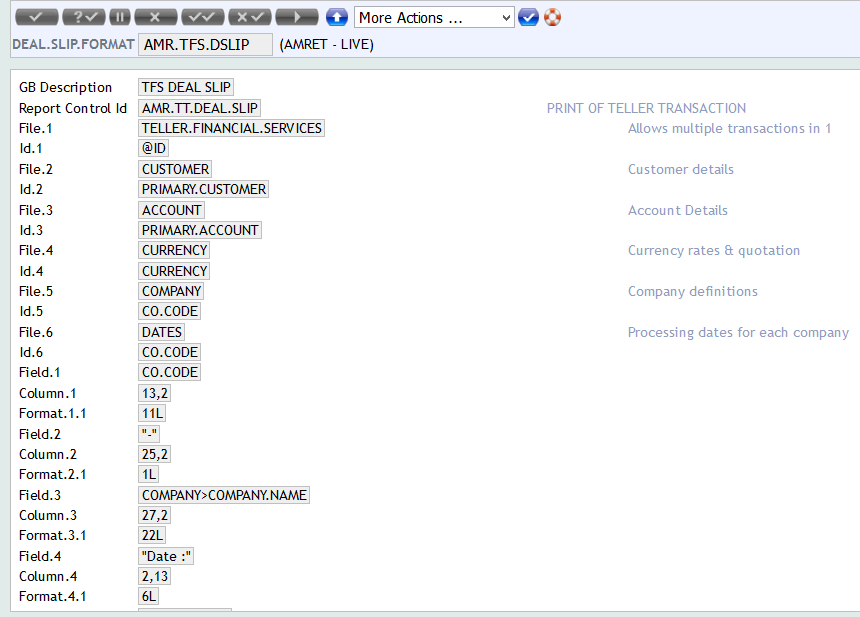 More Actions ...
DEAL.SLIP.FORMAT AMR.TFS.DSLIP (AMRET - LIVE)
GB Description TFS DEAL SLIP
Report Control Id AMR.TT.DEAL.SLIP PRINT OF TELLER TRANSACTION
File.1 TELLER.FINANCIAL.SERVICES Allows multiple transactions in 1
Id.1 @ID
File.2 CUSTOMER Customer details
Id.2 PRIMARY.CUSTOMER
File.3 ACCOUNT Account Details
Id.3 PRIMARY.ACCOUNT
File.4 CURRENCY Currency rates & quotation
Id.4 CURRENCY
File.5 COMPANY Company definitions
Id.5 CO.CODE
File.6 DATES Processing dates for each company
Id.6 CO.CODE
Field.1 CO.CODE
Column.1 13,2
Format.1.1 11L
Field.2 "-"
Column.2 25,2
Format.2.1 1L
Field.3 COMPANY>COMPANY.NAME
Column.3 27,2
Format.3.1 22L
Field.4 "Date :"
Column.4 2,13
Format.4.1 6L